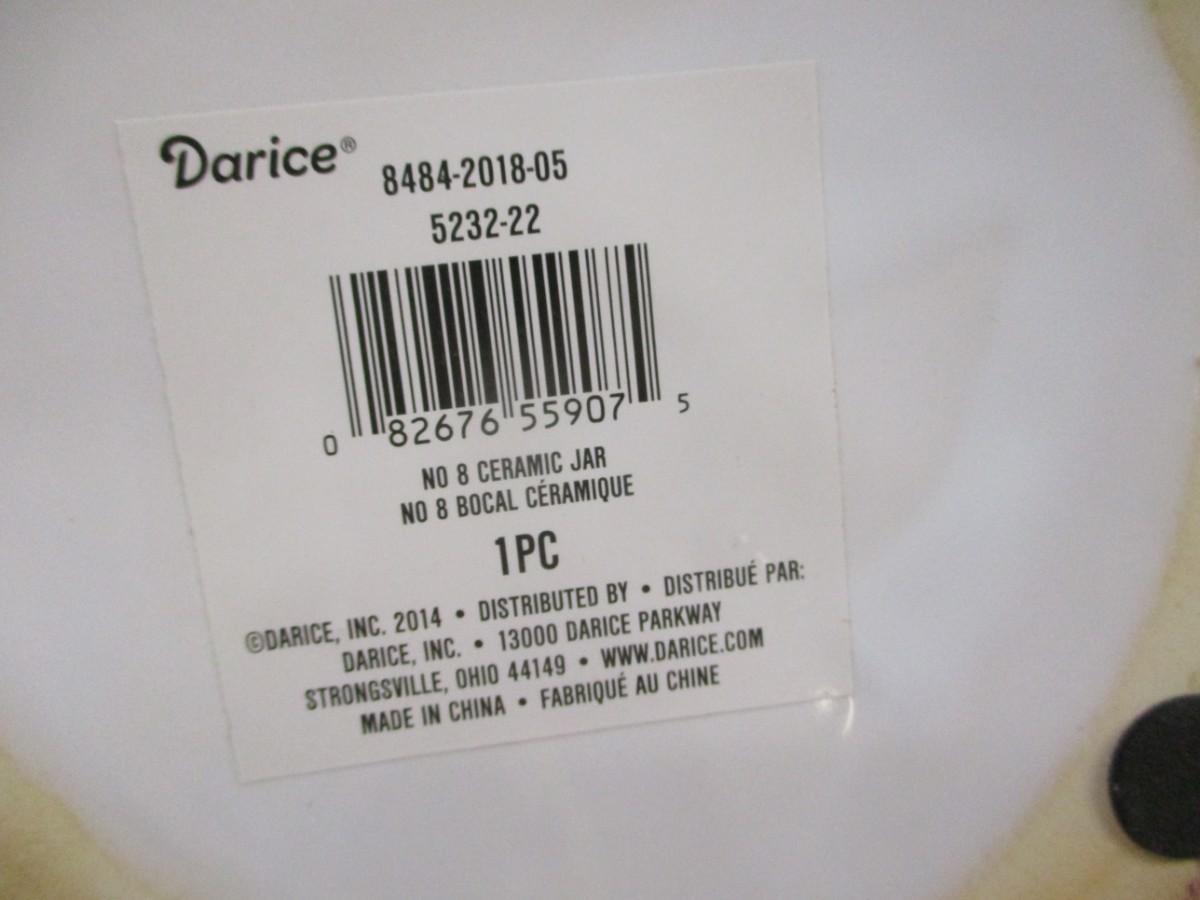 Darice® 8484-2018-05
5232-22
0 82676 55907 5
NO 8 CERAMIC JAR
NO 8 BOCAL CÉRAMIQUE
1PC
©DARICE, INC. 2014 • DISTRIBUTED BY • DISTRIBUÉ PAR:
DARICE, INC. • 13000 DARICE PARKWAY
STRONGSVILLE, OHIO 44149 • WWW.DARICE.COM
MADE IN CHINA • FABRIQUÉ AU CHINE